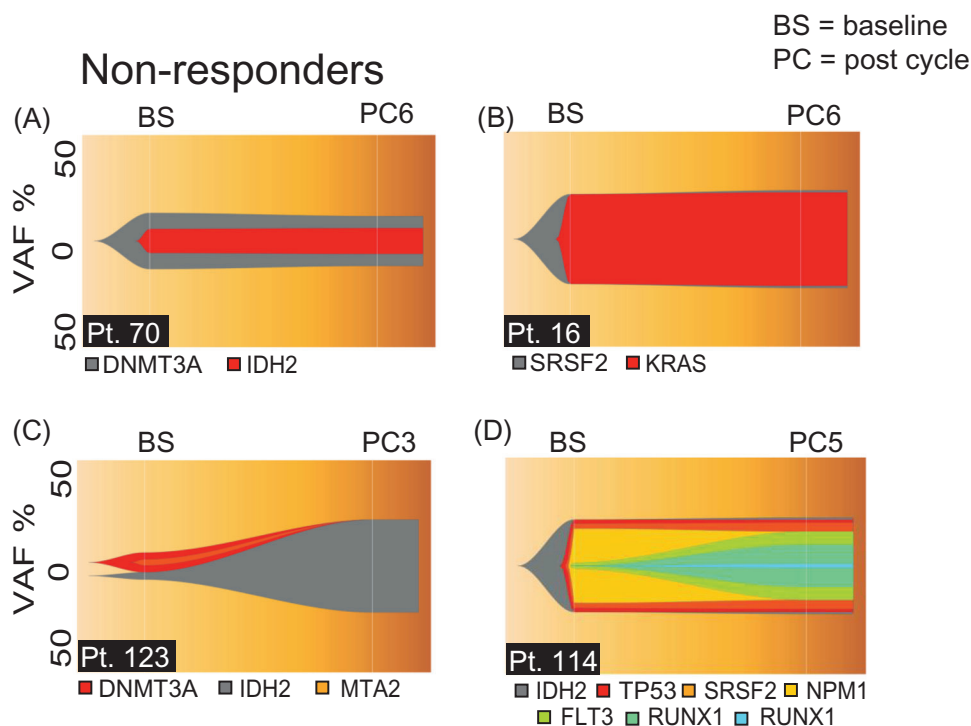 BS = baseline
PC = post cycle
Non-responders
(A) BS PC6
50
VAF %
0
50
Pt. 70
DNMT3A IDH2
(B) BS PC6
Pt. 16
SRSF2 KRAS
(C) BS PC3
50
VAF %
0
50
Pt. 123
DNMT3A IDH2 MTA2
(D) BS PC5
Pt. 114
IDH2 TP53 SRSF2 NPM1
FLT3 RUNX1 RUNX1